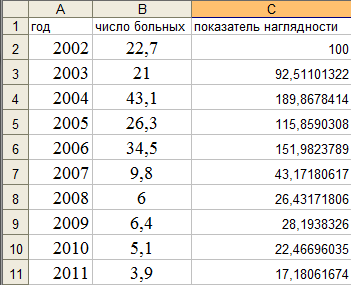 A B C
1 год число больных показатель наглядности
2 2002 22,7 100
3 2003 21 92,51101322
4 2004 43,1 189,8678414
5 2005 26,3 115,8590308
6 2006 34,5 151,9823789
7 2007 9,8 43,17180617
8 2008 6 26,43171806
9 2009 6,4 28,1938326
10 2010 5,1 22,46696035
11 2011 3,9 17,18061674